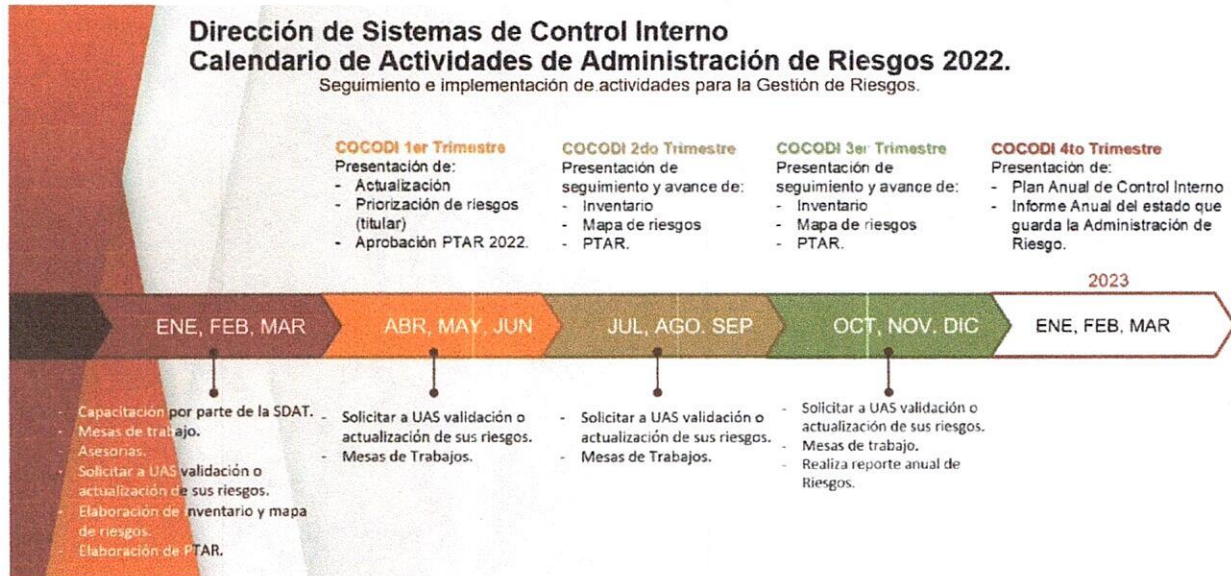 Dirección de Sistemas de Control Interno
Calendario de Actividades de Administración de Riesgos 2022.
Seguimiento e implementación de actividades para la Gestión de Riesgos.
COCODI 1er Trimestre
Presentación de:
- Actualización
- Priorización de riesgos
(titular)
- Aprobación PTAR 2022.
COCODI 2do Trimestre
Presentación de
seguimiento y avance de:
- Inventario
- Mapa de riesgos
- PTAR.
COCODI 3er Trimestre
Presentación de
seguimiento y avance de:
- Inventario
- Mapa de riesgos
- PTAR.
COCODI 4to Trimestre
Presentación de:
- Plan Anual de Control Interno
- Informe Anual del estado que
guarda la Administración de
Riesgo.
2023
ENE, FEB, MAR
ABR, MAY, JUN
JUL, AGO. SEP
OCT, NOV. DIC
ENE, FEB, MAR
- Capacitación por parte de la SDAT.
- Mesas de trabajo.
- Asesorias.
- Solicitar a UAS validación o
actualización de sus riesgos.
- Elaboración de inventario y mapa
de riesgos.
- Elaboración de PTAR.
- Solicitar a UAS validación o
actualización de sus riesgos.
- Mesas de Trabajos.
- Solicitar a UAS validación o
actualización de sus riesgos.
- Mesas de Trabajos.
- Solicitar a UAS validación o
actualización de sus riesgos.
- Mesas de trabajo.
- Realiza reporte anual de
Riesgos.